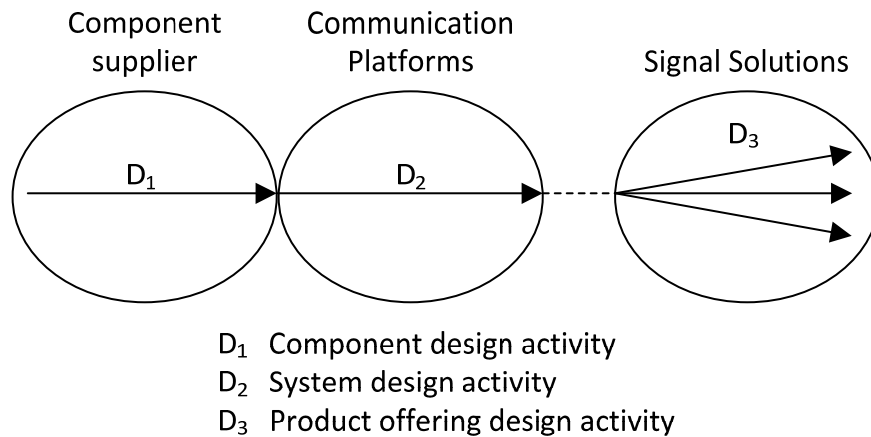 Component
supplier
Communication
Platforms
Signal Solutions
D₁
D₂
D₃
D₁ Component design activity
D₂ System design activity
D₃ Product offering design activity